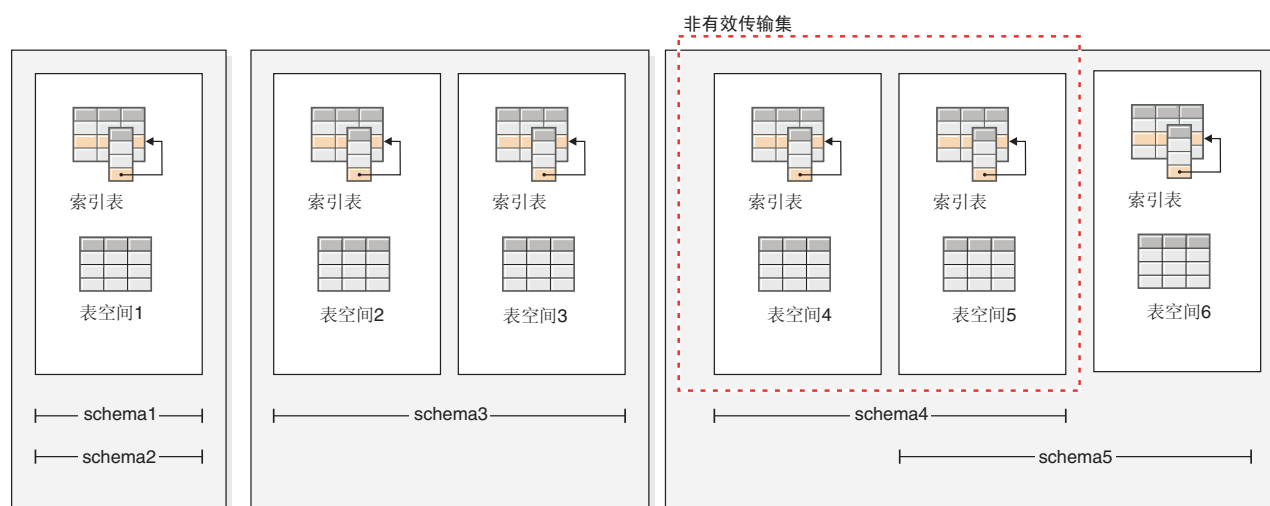 非有效传输集
索引表
索引表
索引表
索引表
索引表
索引表
表空间1
表空间2
表空间3
表空间4
表空间5
表空间6
schema1
schema3
schema4
schema2
schema5